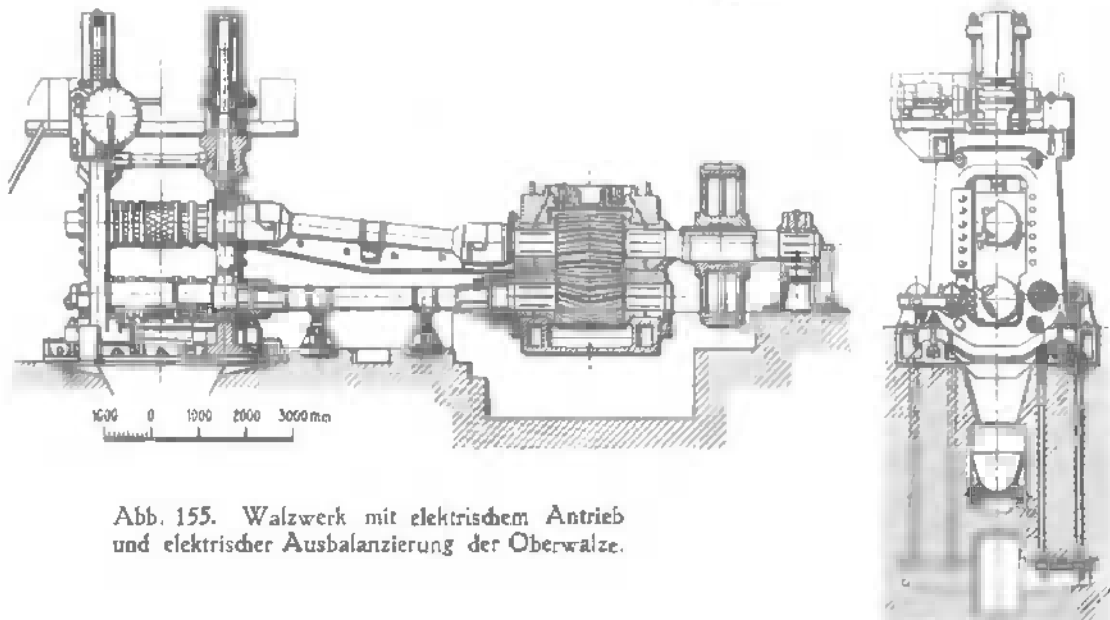 1000 0 1000 2000 3000 mm
Abb. 155. Walzwerk mit elektrischem Antrieb
und elektrischer Ausbalanzierung der Oberwalze.